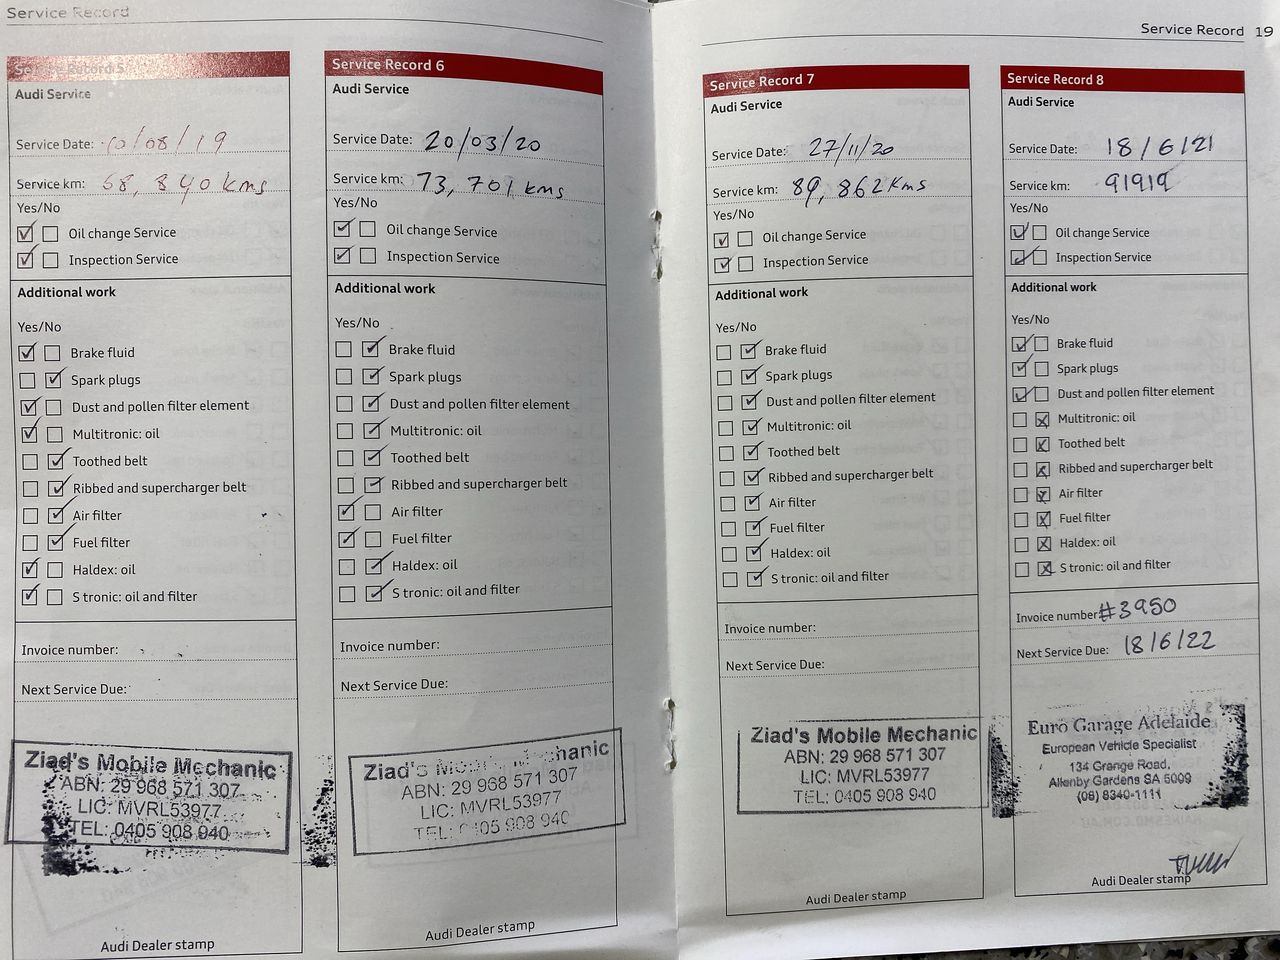 Service Record
Service Record 5
Audi Service
Service Date: 10/08/19
Service km: 68, 840 kms
Yes/No
Oil change Service
Inspection Service
Additional work
Yes/No
Brake fluid
Spark plugs
Dust and pollen filter element
Multitronic: oil
Toothed belt
Ribbed and supercharger belt
Air filter
Fuel filter
Haldex: oil
S tronic: oil and filter
Invoice number:
Next Service Due:
Ziad's Mobile Mechanic
ABN: 29 968 571 307
LIC: MVRL53977
TEL: 0405 908 940
Audi Dealer stamp
Service Record 6
Audi Service
Service Date: 20/03/20
Service km: 73, 701 kms
Yes/No
Oil change Service
Inspection Service
Additional work
Yes/No
Brake fluid
Spark plugs
Dust and pollen filter element
Multitronic: oil
Toothed belt
Ribbed and supercharger belt
Air filter
Fuel filter
Haldex: oil
S tronic: oil and filter
Invoice number:
Next Service Due:
Ziad's Mobile Mechanic
ABN: 29 968 571 307
LIC: MVRL53977
TEL: 0405 908 940
Audi Dealer stamp
Service Record 19
Service Record 7
Audi Service
Service Date: 27/11/20
Service km: 89, 862 Kms
Yes/No
Oil change Service
Inspection Service
Additional work
Yes/No
Brake fluid
Spark plugs
Dust and pollen filter element
Multitronic: oil
Toothed belt
Ribbed and supercharger belt
Air filter
Fuel filter
Haldex: oil
S tronic: oil and filter
Invoice number:
Next Service Due:
Ziad's Mobile Mechanic
ABN: 29 968 571 307
LIC: MVRL53977
TEL: 0405 908 940
Audi Dealer stamp
Service Record 8
Audi Service
Service Date: 18/6/21
Service km: 91919
Yes/No
Oil change Service
Inspection Service
Additional work
Yes/No
Brake fluid
Spark plugs
Dust and pollen filter element
Multitronic: oil
Toothed belt
Ribbed and supercharger belt
Air filter
Fuel filter
Haldex: oil
S tronic: oil and filter
Invoice number #3950
Next Service Due: 18/6/22
Euro Garage Adelaide
European Vehicle Specialist
134 Grange Road,
Allenby Gardens SA 5009
(08) 8340-1111
Audi Dealer stamp